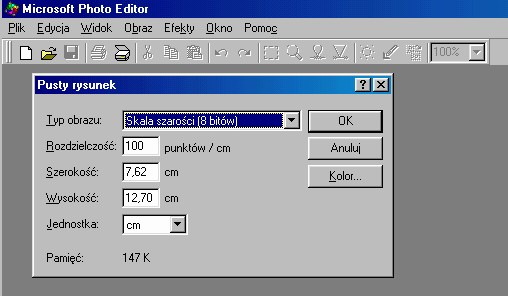 Microsoft Photo Editor
Plik Edycja Widok Obraz Efekty Okno Pomoc
100%
Pusty rysunek
Typ obrazu: Skala szarości (8 bitów) OK
Rozdzielczość: 100 punktów / cm Anuluj
Szerokość: 7,62 cm Kolor...
Wysokość: 12,70 cm
Jednostka: cm
Pamięć: 147 K